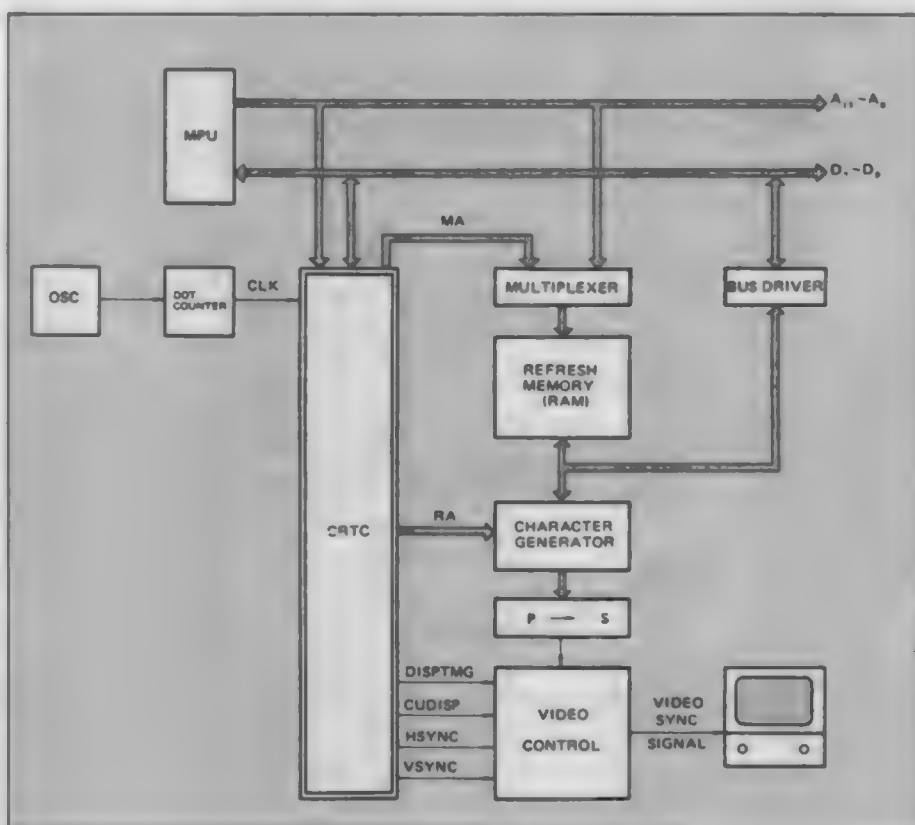 MPU
A₁₅~A₀
D₇~D₀
MA
OSC
DOT
COUNTER
CLK
MULTIPLEXER
BUS DRIVER
REFRESH
MEMORY
(RAM)
CRTC
RA
CHARACTER
GENERATOR
P S
DISPTMG
CUDISP
HSYNC
VSYNC
VIDEO
CONTROL
VIDEO
SYNC
SIGNAL